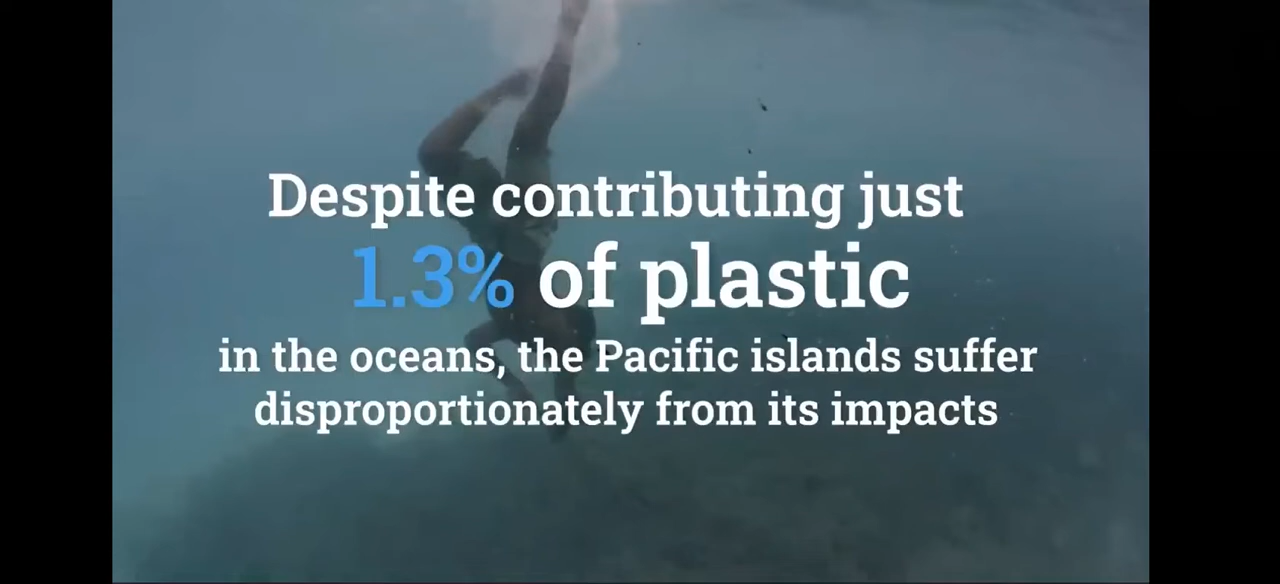 Despite contributing just
1.3% of plastic
in the oceans, the Pacific islands suffer
disproportionately from its impacts